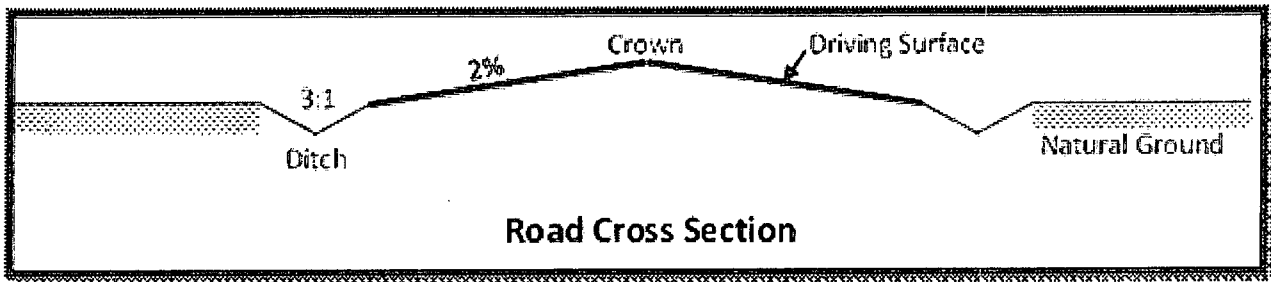 Crown
Driving Surface
2%
3:1
Ditch
Natural Ground
Road Cross Section